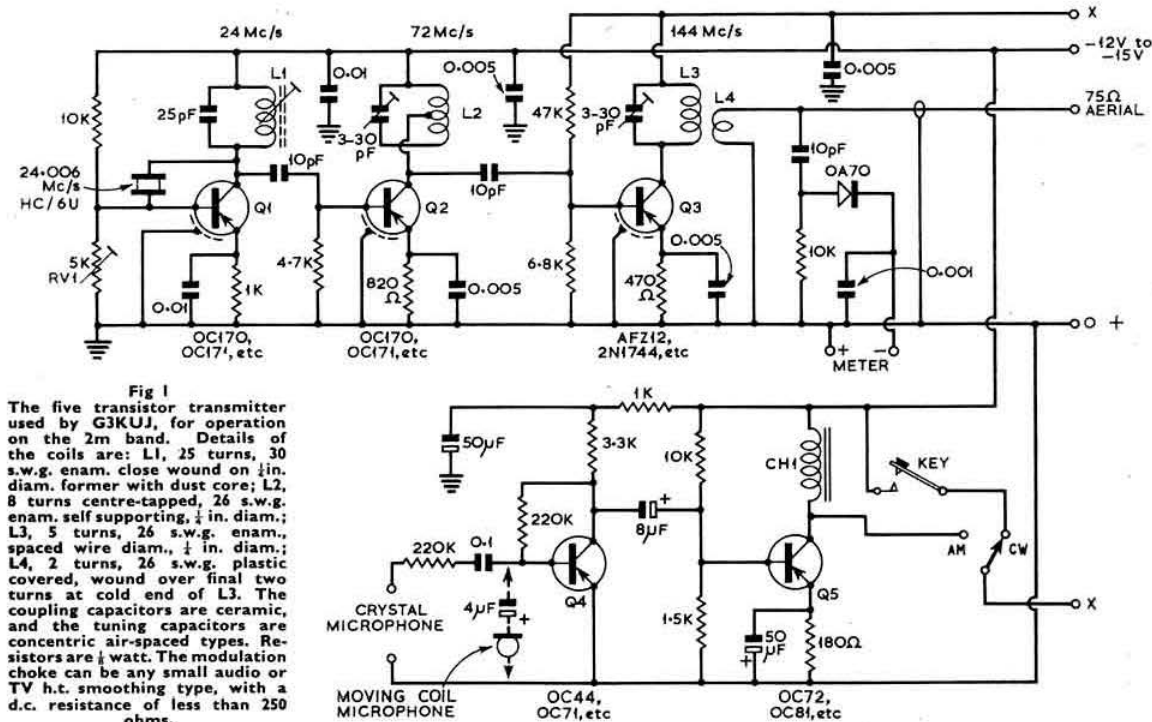 24Mc/s
72Mc/s
144Mc/s
X
-12V to
-15V
0.005
75Ω
AERIAL
10K
25pF
L1
0.01
3-30
pF
L2
0.005
47K
3-30
pF
L3
L4
10pF
OA70
24.006
Mc/s
HC/6U
10pF
10pF
Q1
Q2
Q3
5K
RV1
0.01
1K
4.7K
820
Ω
0.005
6.8K
470
Ω
0.005
10K
0.001
+
OC170,
OC171, etc
OC170,
OC171, etc
AFZ12,
2N1744, etc
+ -
METER
Fig 1
The five transistor transmitter
used by G3KUJ, for operation
on the 2m band. Details of
the coils are: L1, 25 turns, 30
s.w.g. enam. close wound on ¼in.
diam. former with dust core; L2,
8 turns centre-tapped, 26 s.w.g.
enam. self supporting, ¼ in. diam.;
L3, 5 turns, 26 s.w.g. enam.,
spaced wire diam., ¼ in. diam.;
L4, 2 turns, 26 s.w.g. plastic
covered, wound over final two
turns at cold end of L3. The
coupling capacitors are ceramic,
and the tuning capacitors are
concentric air-spaced types. Re-
sistors are watt. The modulation
choke can be any small audio or
TV h.t. smoothing type, with a
d.c. resistance of less than 250
ohms.
1K
50µF
3.3K
10K
CH1
KEY
220K
8µF
+
AM
CW
220K
0.1
Q4
Q5
CRYSTAL
MICROPHONE
4µF
+
1.5K
50
µF
+
180Ω
X
MOVING COIL
MICROPHONE
OC44,
OC71, etc
OC72,
OC81, etc